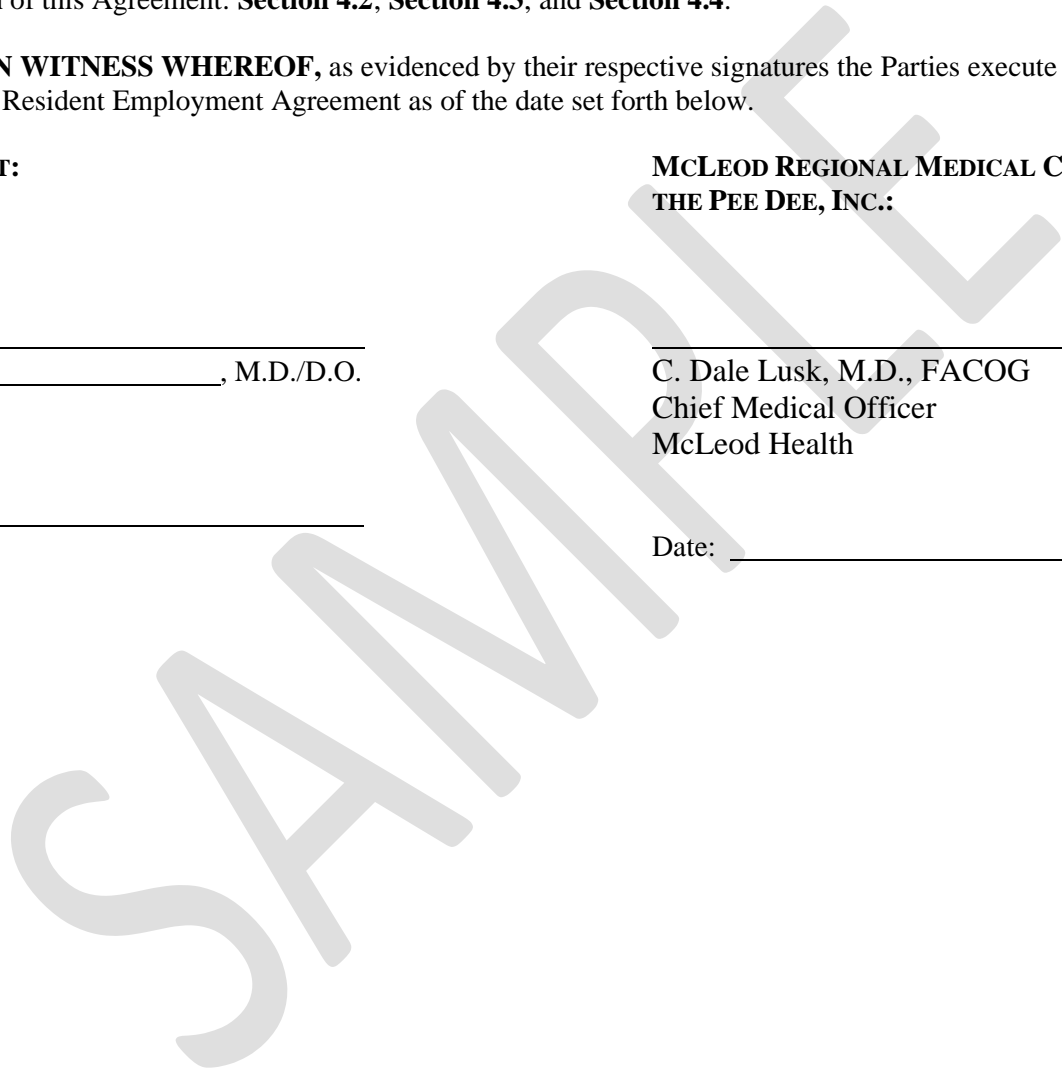 of this Agreement. Section 4.2, Section 4.3, and Section 4.4.
N WITNESS WHEREOF, as evidenced by their respective signatures the Parties execute
Resident Employment Agreement as of the date set forth below.
T:
MCLEOD REGIONAL MEDICAL C
THE PEE DEE, INC.:
, M.D./D.O.
C. Dale Lusk, M.D., FACOG
Chief Medical Officer
McLeod Health
Date:
SAMPLE